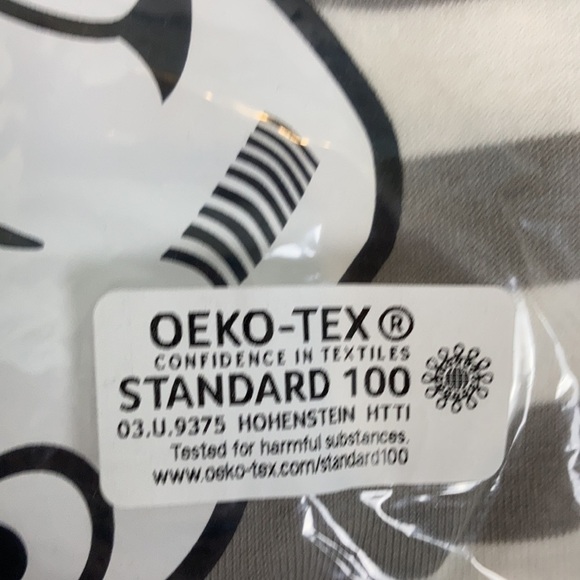 OEKO-TEX®
CONFIDENCE IN TEXTILES
STANDARD 100
03.U.9375 HOHENSTEIN HTTI
Tested for harmful substances.
www.oeko-tex.com/standard100